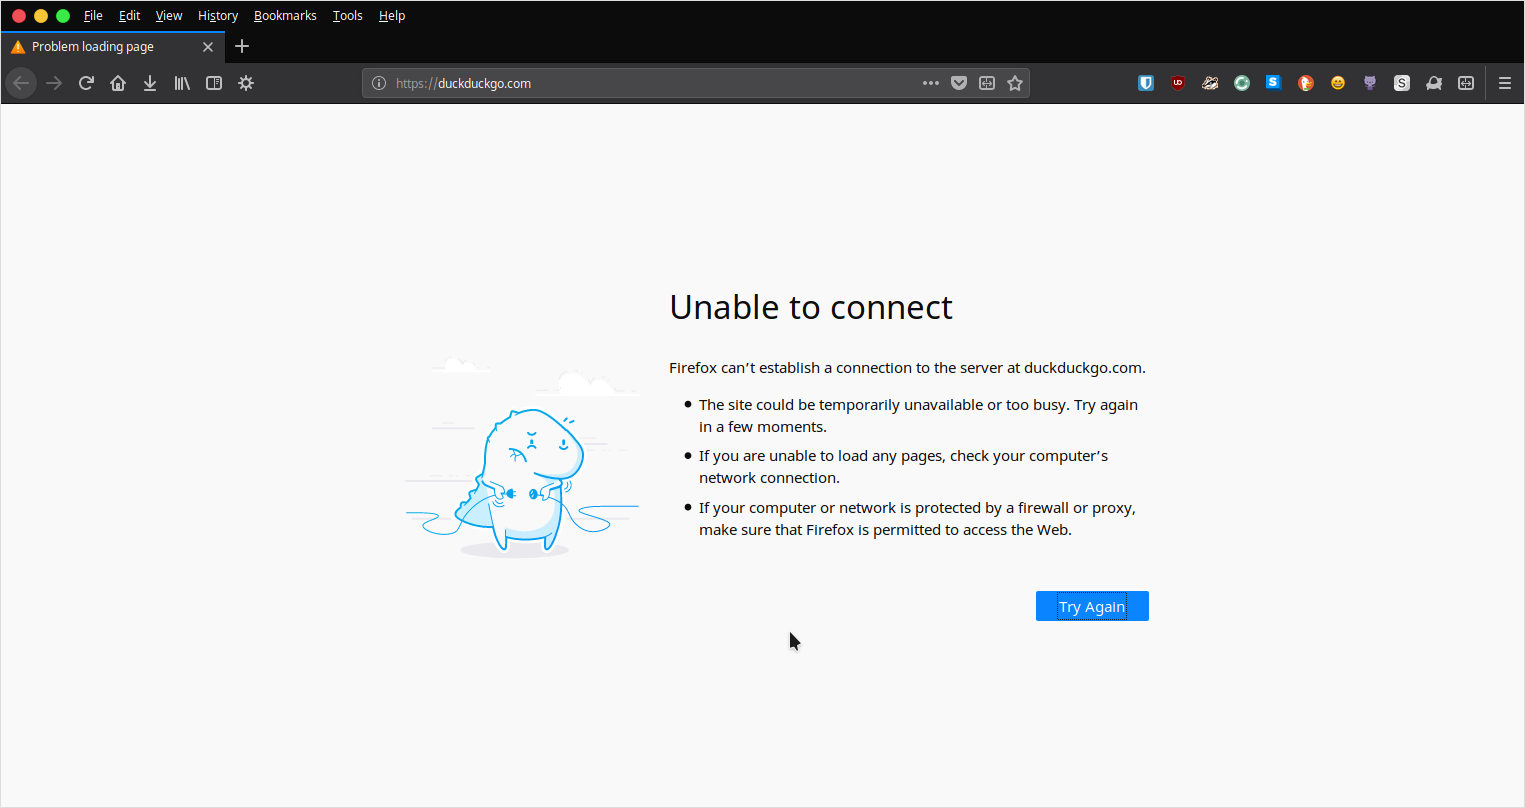 File Edit View History Bookmarks Tools Help
Problem loading page
https://duckduckgo.com
S
S
Unable to connect
Firefox can’t establish a connection to the server at duckduckgo.com.
The site could be temporarily unavailable or too busy. Try again
in a few moments.
If you are unable to load any pages, check your computer’s
network connection.
If your computer or network is protected by a firewall or proxy,
make sure that Firefox is permitted to access the Web.
Try Again